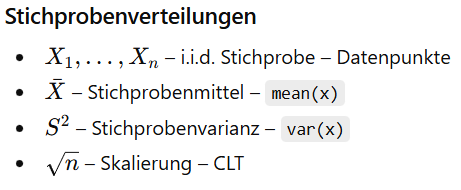 Stichprobenverteilungen
• X₁, . . . , Xₙ – i.i.d. Stichprobe – Datenpunkte
• X̄ – Stichprobenmittel – mean(x)
• S² – Stichprobenvarianz – var(x)
• √n – Skalierung – CLT